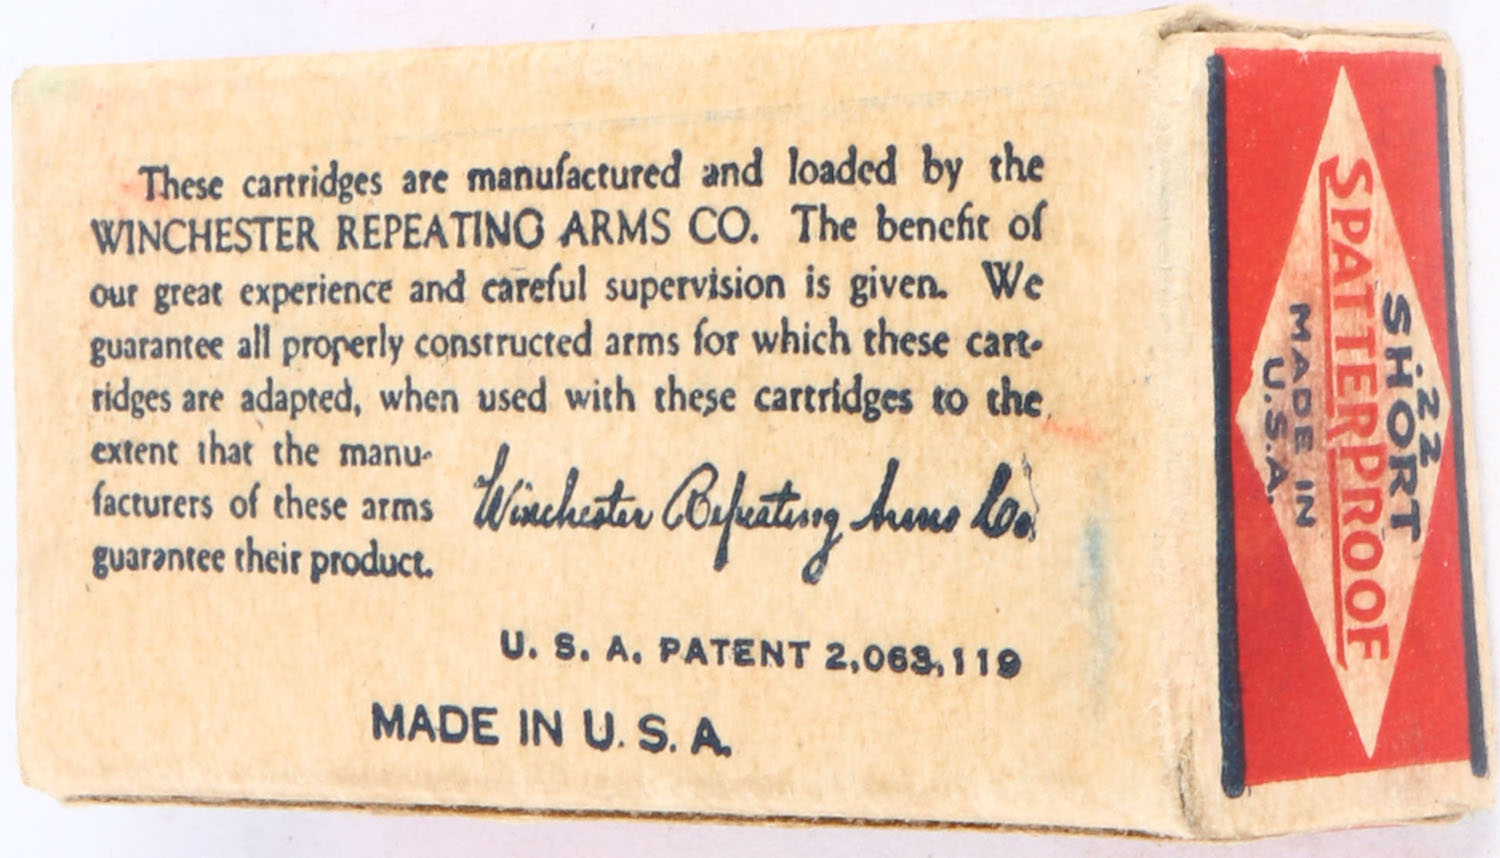 These cartridges are manufactured and loaded by the
WINCHESTER REPEATING ARMS CO. The benefit of
our great experience and careful supervision is given. We
guarantee all properly constructed arms for which these cart-
ridges are adapted, when used with these cartridges to the
extent that the manu-
facturers of these arms
guarantee their product.
Winchester Repeating Arms Co.
U. S. A. PATENT 2,063,119
MADE IN U. S. A.
.22
SHORT
SPATTERPROOF
MADE IN
U.S.A.